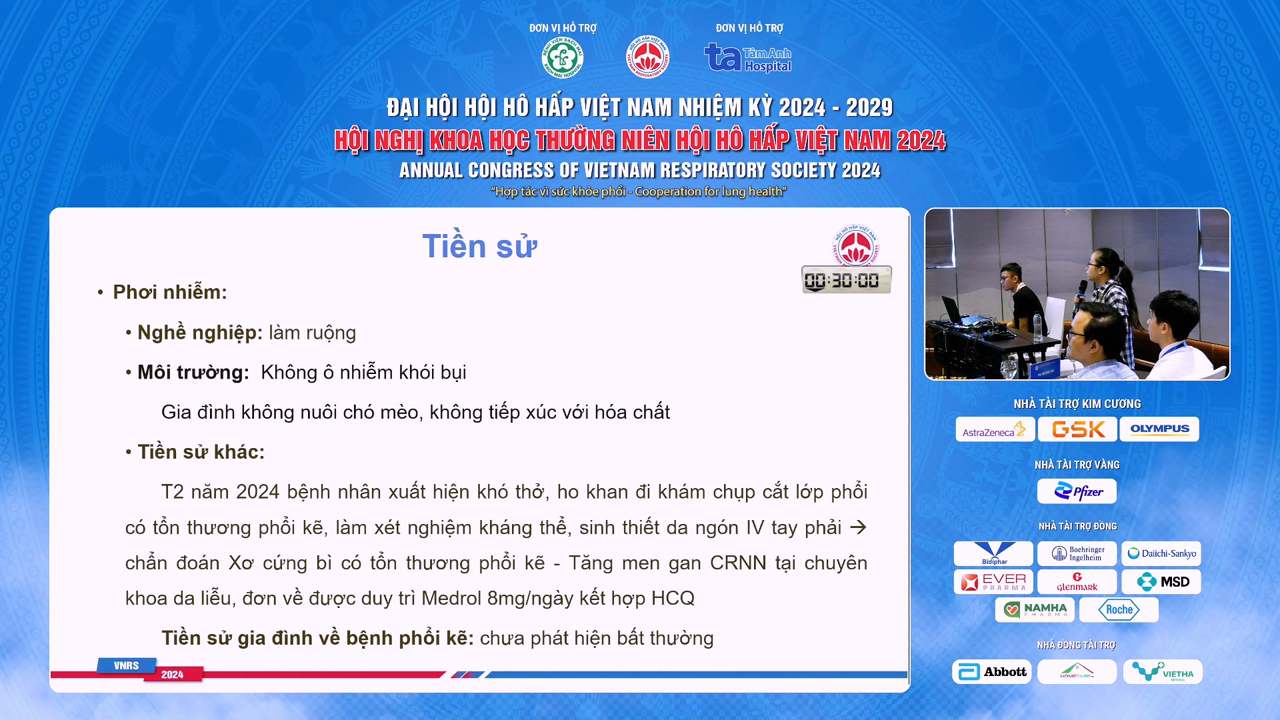 ĐƠN VỊ HỖ TRỢ
ĐƠN VỊ HỖ TRỢ
ta TâmAnh Hospital
ĐẠI HỘI HỘI HÔ HẤP VIỆT NAM NHIỆM KỲ 2024 - 2029
HỘI NGHỊ KHOA HỌC THƯỜNG NIÊN HỘI HÔ HẤP VIỆT NAM 2024
ANNUAL CONGRESS OF VIETNAM RESPIRATORY SOCIETY 2024
"Hợp tác vì sức khỏe phổi - Cooperation for lung health"
Tiền sử
00:30:00
• Phơi nhiễm:
• Nghề nghiệp: làm ruộng
• Môi trường: Không ô nhiễm khói bụi
Gia đình không nuôi chó mèo, không tiếp xúc với hóa chất
• Tiền sử khác:
T2 năm 2024 bệnh nhân xuất hiện khó thở, ho khan đi khám chụp cắt lớp phổi
có tổn thương phổi kẽ, làm xét nghiệm kháng thể, sinh thiết da ngón IV tay phải →
chẩn đoán Xơ cứng bì có tổn thương phổi kẽ - Tăng men gan CRNN tại chuyên
khoa da liễu, đơn về được duy trì Medrol 8mg/ngày kết hợp HCQ
Tiền sử gia đình về bệnh phổi kẽ: chưa phát hiện bất thường
VNRS
2024
NHÀ TÀI TRỢ KIM CƯƠNG
AstraZeneca GSK OLYMPUS
NHÀ TÀI TRỢ VÀNG
Pfizer
NHÀ TÀI TRỢ ĐỒNG
Bidiphar Boehringer Ingelheim Daiichi-Sankyo
EVER PHARMA GLENMARK MSD
NAMHA PHARMA Roche
NHÀ ĐỒNG TÀI TRỢ
Abbott VIETHA